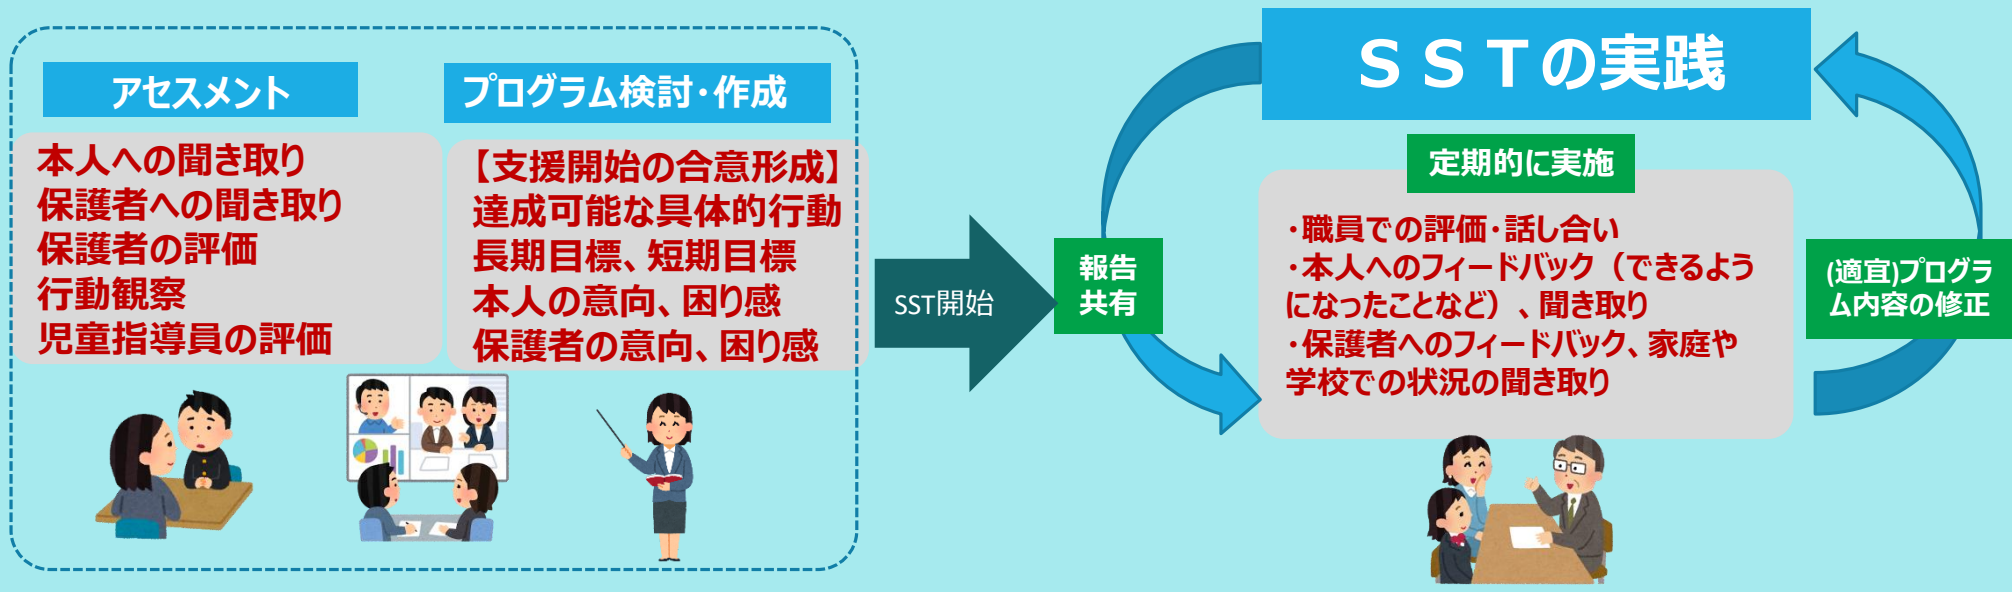 アセスメント
本人への聞き取り
保護者への聞き取り
保護者の評価
行動観察
児童指導員の評価
プログラム検討・作成
【支援開始の合意形成】
達成可能な具体的行動
長期目標、短期目標
本人の意向、困り感
保護者の意向、困り感
SST開始
報告
共有
ＳＳＴの実践
定期的に実施
・職員での評価・話し合い
・本人へのフィードバック（できるよう
になったことなど）、聞き取り
・保護者へのフィードバック、家庭や
学校での状況の聞き取り
(適宜)プログラ
ム内容の修正